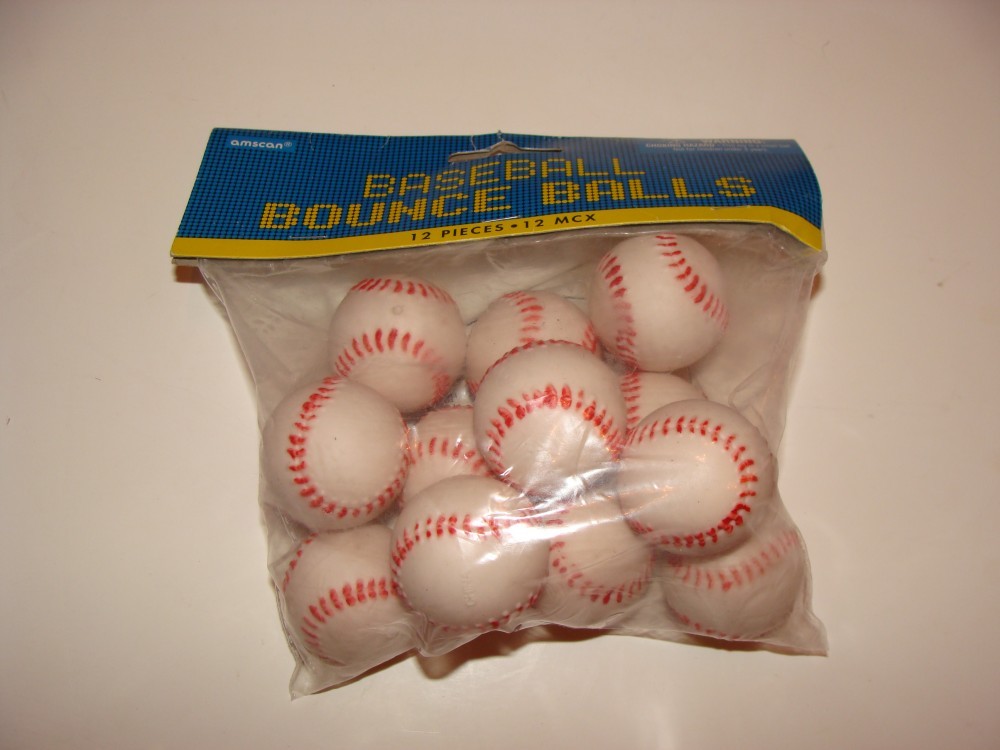 amscan®
BASEBALL
BOUNCE BALLS
12 PIECES • 12 MCX